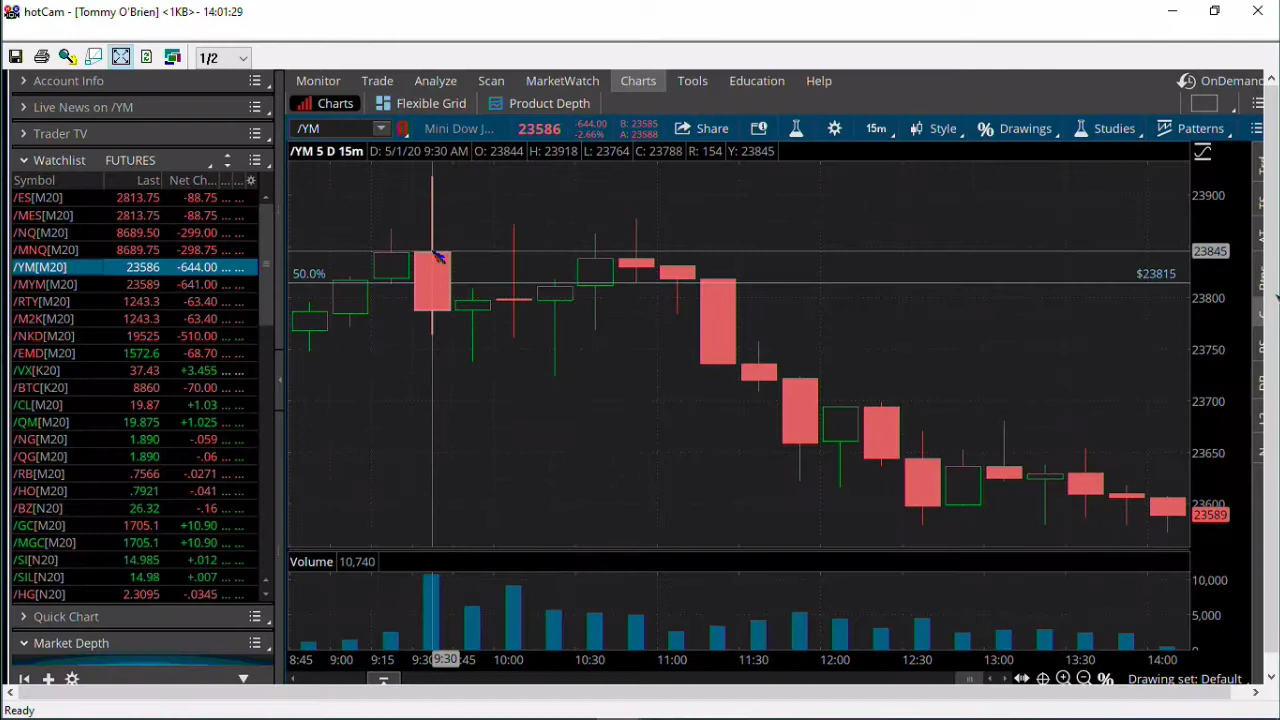 hotCam - [Tommy O'Brien] <1KB> - 14:01:29
1/2
Account Info
Live News on /YM
Trader TV
Watchlist FUTURES
Symbol Last Net Ch... ... ...
/ES[M20] 2813.75 -88.75 ... ...
/MES[M20] 2813.75 -88.75 ... ...
/NQ[M20] 8689.50 -299.00 ... ...
/MNQ[M20] 8689.75 -298.75 ... ...
/YM[M20] 23586 -644.00 ... ...
/MYM[M20] 23589 -641.00 ... ...
/RTY[M20] 1243.3 -63.40 ... ...
/M2K[M20] 1243.3 -63.40 ... ...
/NKD[M20] 19525 -510.00 ... ...
/EMD[M20] 1572.6 -68.70 ... ...
/VX[K20] 37.43 +3.455 ... ...
/BTC[K20] 8860 -70.00 ... ...
/CL[M20] 19.87 +1.03 ... ...
/QM[M20] 19.875 +1.025 ... ...
/NG[M20] 1.890 -.059 ... ...
/QG[M20] 1.890 -.06 ... ...
/RB[M20] .7566 -.0271 ... ...
/HO[M20] .7921 -.041 ... ...
/BZ[N20] 26.32 -.16 ... ...
/GC[M20] 1705.1 +10.90 ... ...
/MGC[M20] 1705.1 +10.90 ... ...
/SI[N20] 14.985 +.012 ... ...
/SIL[N20] 14.98 +.007 ... ...
/HG[N20] 2.3095 -.0345 ... ...
Quick Chart
Market Depth
Monitor Trade Analyze Scan MarketWatch Charts Tools Education Help
OnDemand
Charts Flexible Grid Product Depth
/YM Mini Dow J... 23586 -644.00 -2.66% B: 23585 A: 23588 Share 15m Style Drawings Studies Patterns
/YM 5 D 15m D: 5/1/20 9:30 AM O: 23844 H: 23918 L: 23764 C: 23788 R: 154 Y: 23845
23900
23845
50.0% $23815
23800
23750
23700
23650
23600
23589
Volume 10,740
10,000
5,000
8:45 9:00 9:15 9:30 9:30 :45 10:00 10:30 11:00 11:30 12:00 12:30 13:00 13:30 14:00
Drawing set: Default
Ready